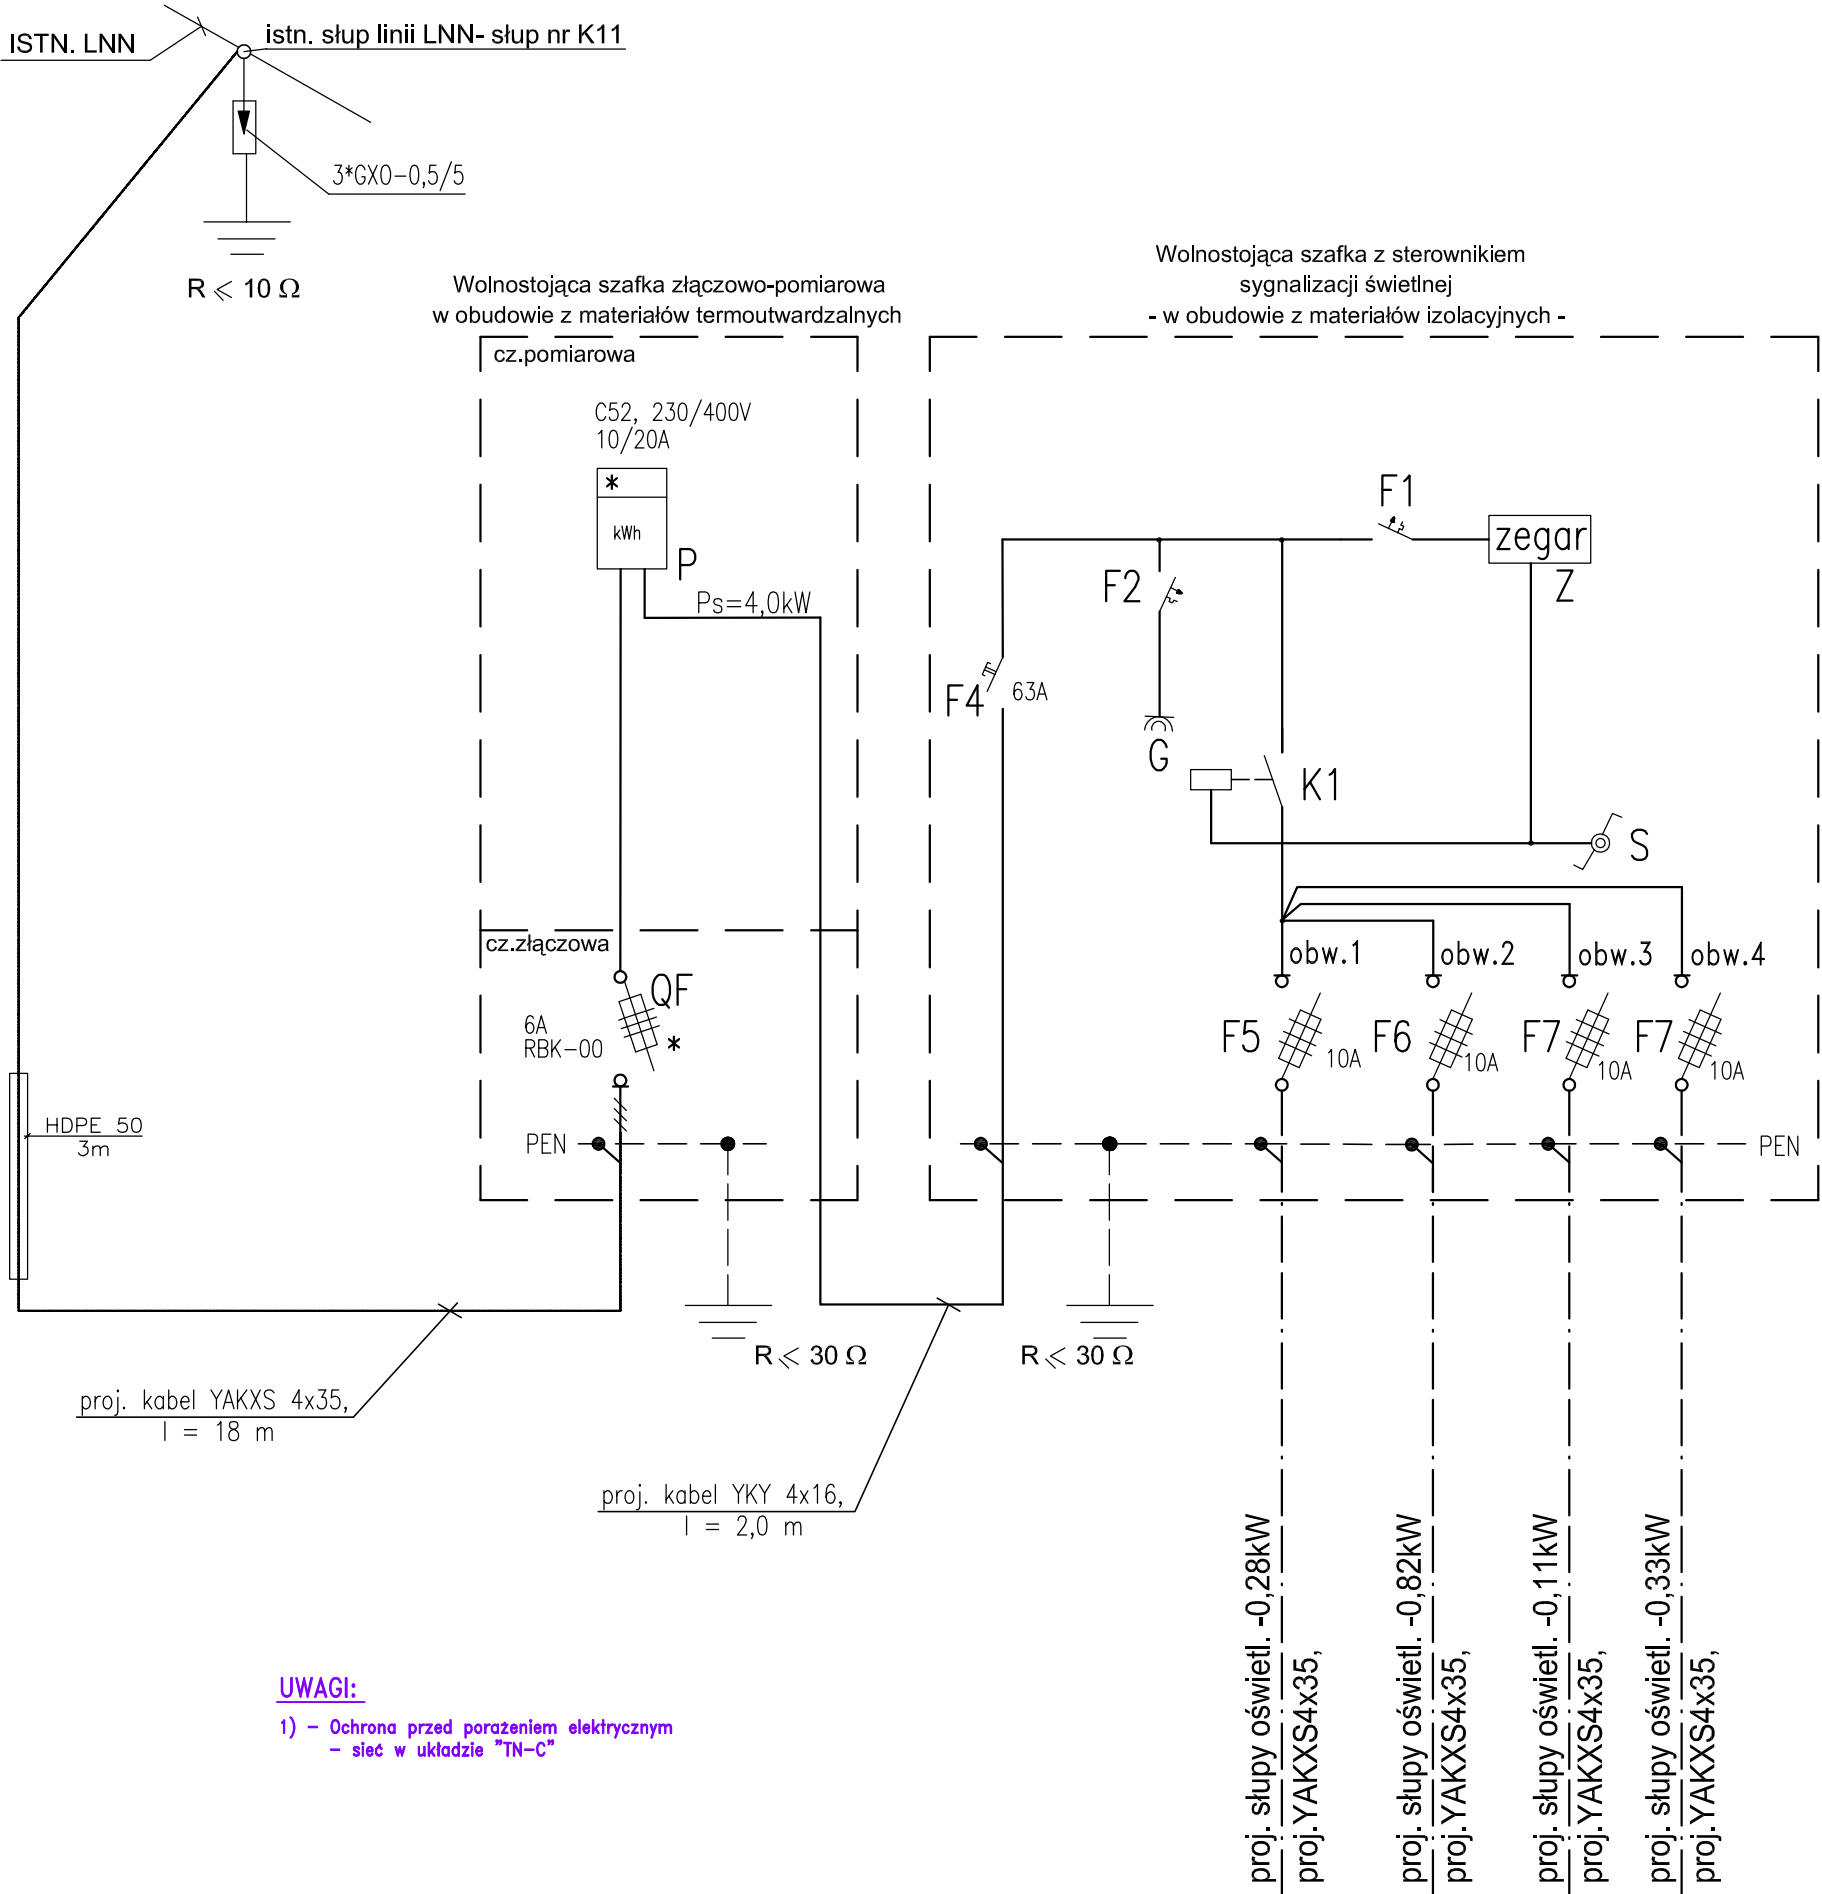 ISTN. LNN
istn. słup linii LNN- słup nr K11
3*GXO-0,5/5
R ⩽ 10 Ω
Wolnostojąca szafka złączowo-pomiarowa
w obudowie z materiałów termoutwardzalnych
cz.pomiarowa
C52, 230/400V
10/20A
*
kWh
P
Ps=4,0kW
cz.złączowa
QF
6A
RBK-00
*
PEN
R ⩽ 30 Ω
HDPE 50
3m
proj. kabel YAKXS 4x35,
l = 18 m
proj. kabel YKY 4x16,
l = 2,0 m
Wolnostojąca szafka z sterownikiem
sygnalizacji świetlnej
- w obudowie z materiałów izolacyjnych -
F1
zegar
Z
F2
F4
63A
G
K1
S
obw.1
obw.2
obw.3
obw.4
F5
10A
F6
10A
F7
10A
F7
10A
PEN
R ⩽ 30 Ω
proj. słupy oświetl. -0,28kW
proj.YAKXS4x35,
proj. słupy oświetl. -0,82kW
proj.YAKXS4x35,
proj. słupy oświetl. -0,11kW
proj.YAKXS4x35,
proj. słupy oświetl. -0,33kW
proj.YAKXS4x35,
UWAGI:
1) - Ochrona przed porażeniem elektrycznym
- sieć w układzie "TN-C"